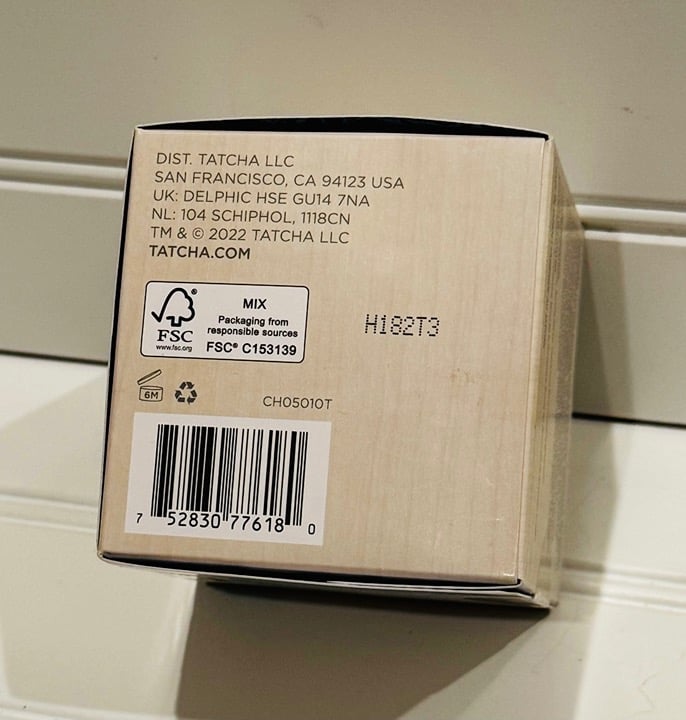 DIST. TATCHA LLC
SAN FRANCISCO, CA 94123 USA
UK: DELPHIC HSE GU14 7NA
NL: 104 SCHIPHOL, 1118CN
TM & © 2022 TATCHA LLC
TATCHA.COM
MIX
Packaging from
responsible sources
FSC® C153139
FSC
www.fsc.org
H182T3
6M
CH05010T
7 52830 77618 0